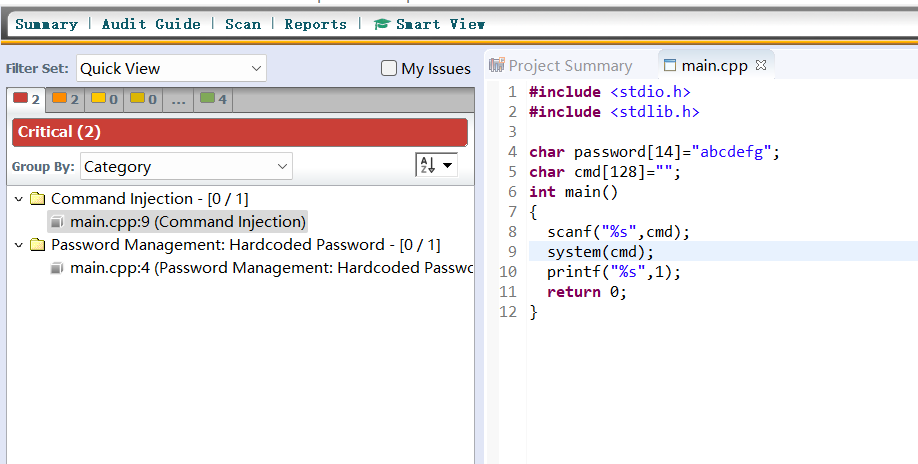 Summary | Audit Guide | Scan | Reports | Smart View
Filter Set: Quick View My Issues
2 2 0 0 ... 4
Critical (2)
Group By: Category
Command Injection - [0 / 1]
main.cpp:9 (Command Injection)
Password Management: Hardcoded Password - [0 / 1]
main.cpp:4 (Password Management: Hardcoded Passwo
Project Summary main.cpp
1 #include <stdio.h>
2 #include <stdlib.h>
3
4 char password[14]="abcdefg";
5 char cmd[128]="";
6 int main()
7 {
8 scanf("%s",cmd);
9 system(cmd);
10 printf("%s",1);
11 return 0;
12 }